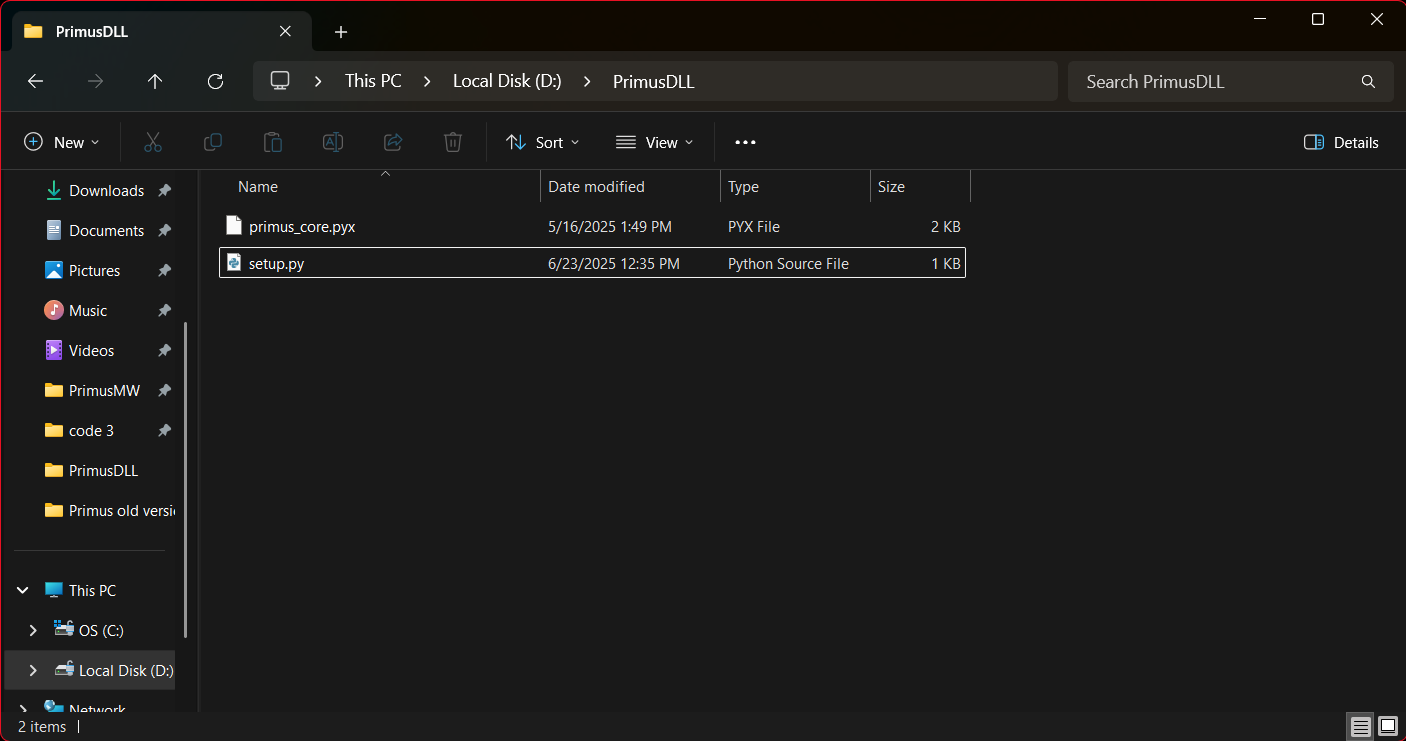 PrimusDLL
This PC
Local Disk (D:)
PrimusDLL
Search PrimusDLL
New
Sort
View
Details
Downloads
Documents
Pictures
Music
Videos
PrimusMW
code 3
PrimusDLL
Primus old versi
This PC
OS (C:)
Local Disk (D:)
Network
Name Date modified Type Size
primus_core.pyx 5/16/2025 1:49 PM PYX File 2 KB
setup.py 6/23/2025 12:35 PM Python Source File 1 KB
2 items